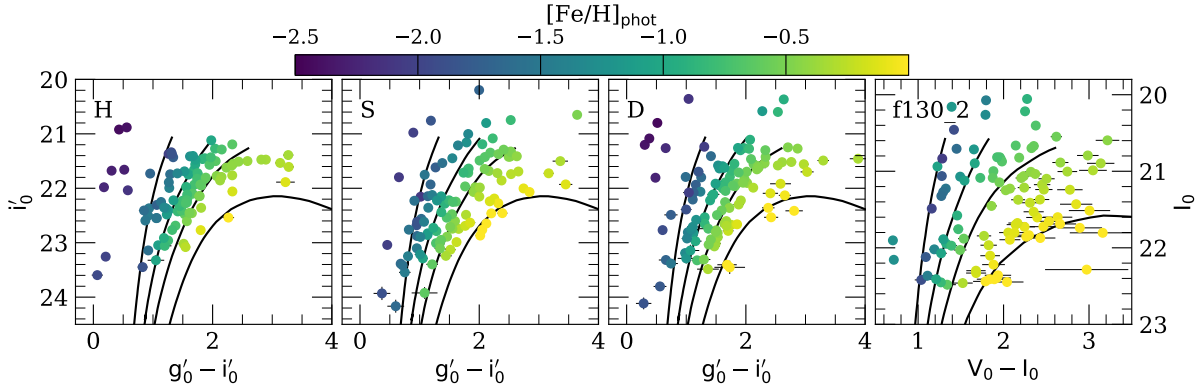 [Fe/H]phot
−2.5 −2.0 −1.5 −1.0 −0.5
H S D f130_2
20 21 22 23 24
i′0
20 21 22 23
I0
0 2 4 0 2 4 0 2 4 1 2 3
g′0 − i′0 g′0 − i′0 g′0 − i′0 V0 − I0